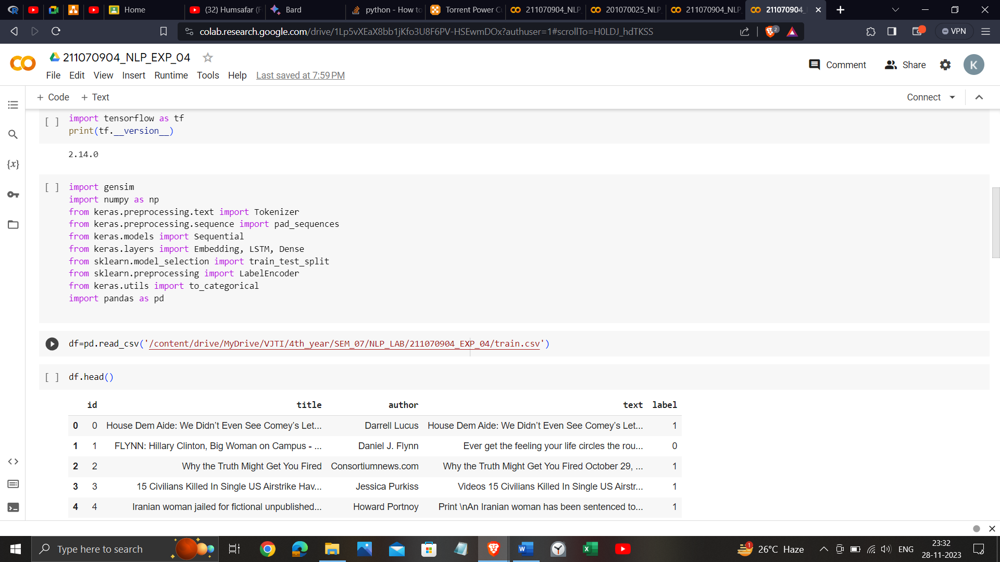 Home
(32) Humsafar (F
Bard
python - How to
Torrent Power C
211070904_NLP_
201070025_NLP_
211070904_NLP_
211070904_
colab.research.google.com/drive/1Lp5vXEaX8bb1jKfo3U8F6PV-HSEwmDOx?authuser=1#scrollTo=H0LDJ_hdTKSS
2
VPN
211070904_NLP_EXP_04
Comment
Share
K
File Edit View Insert Runtime Tools Help Last saved at 7:59 PM
+ Code + Text
Connect
[ ] import tensorflow as tf
print(tf.__version__)
2.14.0
{x}
[ ] import gensim
import numpy as np
from keras.preprocessing.text import Tokenizer
from keras.preprocessing.sequence import pad_sequences
from keras.models import Sequential
from keras.layers import Embedding, LSTM, Dense
from sklearn.model_selection import train_test_split
from sklearn.preprocessing import LabelEncoder
from keras.utils import to_categorical
import pandas as pd
df=pd.read_csv('/content/drive/MyDrive/VJTI/4th_year/SEM_07/NLP_LAB/211070904_EXP_04/train.csv')
[ ] df.head()
id title author text label
0 0 House Dem Aide: We Didn’t Even See Comey’s Let... Darrell Lucus House Dem Aide: We Didn’t Even See Comey’s Let... 1
1 1 FLYNN: Hillary Clinton, Big Woman on Campus - ... Daniel J. Flynn Ever get the feeling your life circles the rou... 0
2 2 Why the Truth Might Get You Fired Consortiumnews.com Why the Truth Might Get You Fired October 29, ... 1
3 3 15 Civilians Killed In Single US Airstrike Hav... Jessica Purkiss Videos 15 Civilians Killed In Single US Airstr... 1
4 4 Iranian woman jailed for fictional unpublished... Howard Portnoy Print \nAn Iranian woman has been sentenced to... 1
Type here to search
1
26°C Haze
ENG
23:32
28-11-2023